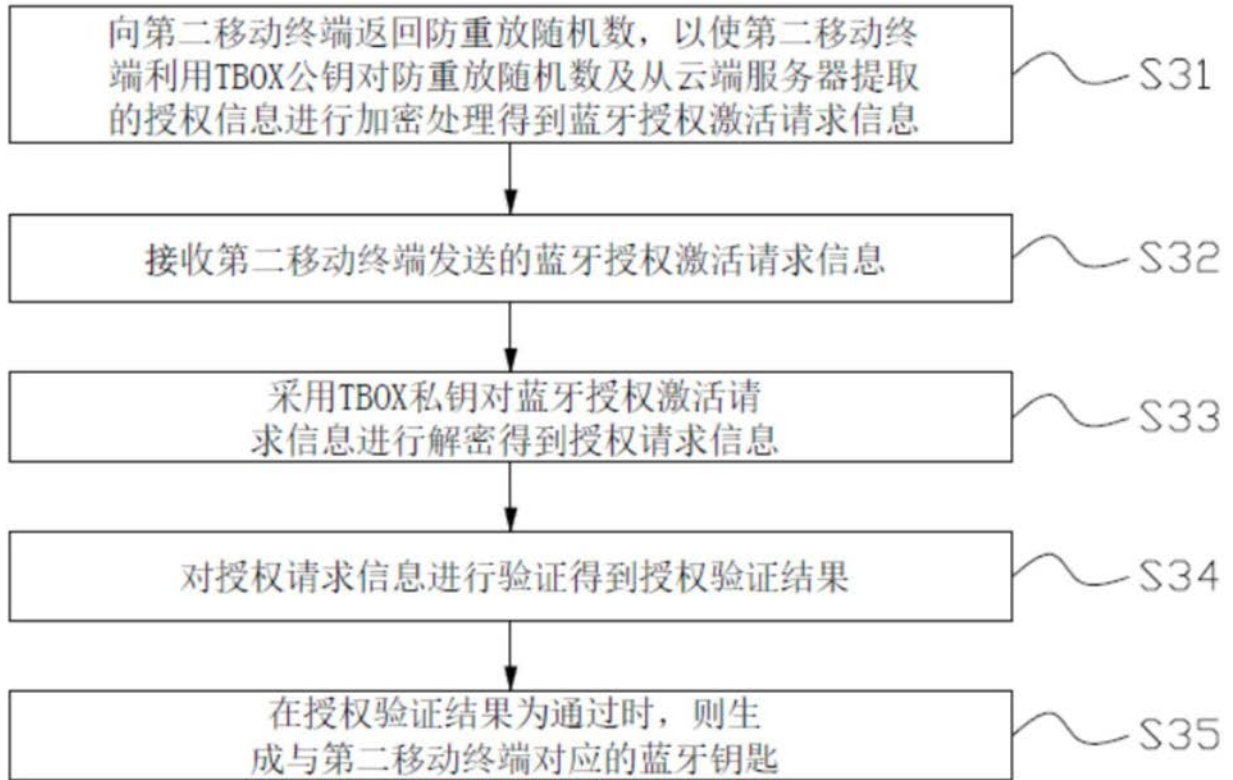 向第二移动终端返回防重放随机数，以使第二移动终
端利用TBOX公钥对防重放随机数及从云端服务器提取
的授权信息进行加密处理得到蓝牙授权激活请求信息
S31
接收第二移动终端发送的蓝牙授权激活请求信息
S32
采用TBOX私钥对蓝牙授权激活请
求信息进行解密得到授权请求信息
S33
对授权请求信息进行验证得到授权验证结果
S34
在授权验证结果为通过时，则生
成与第二移动终端对应的蓝牙钥匙
S35